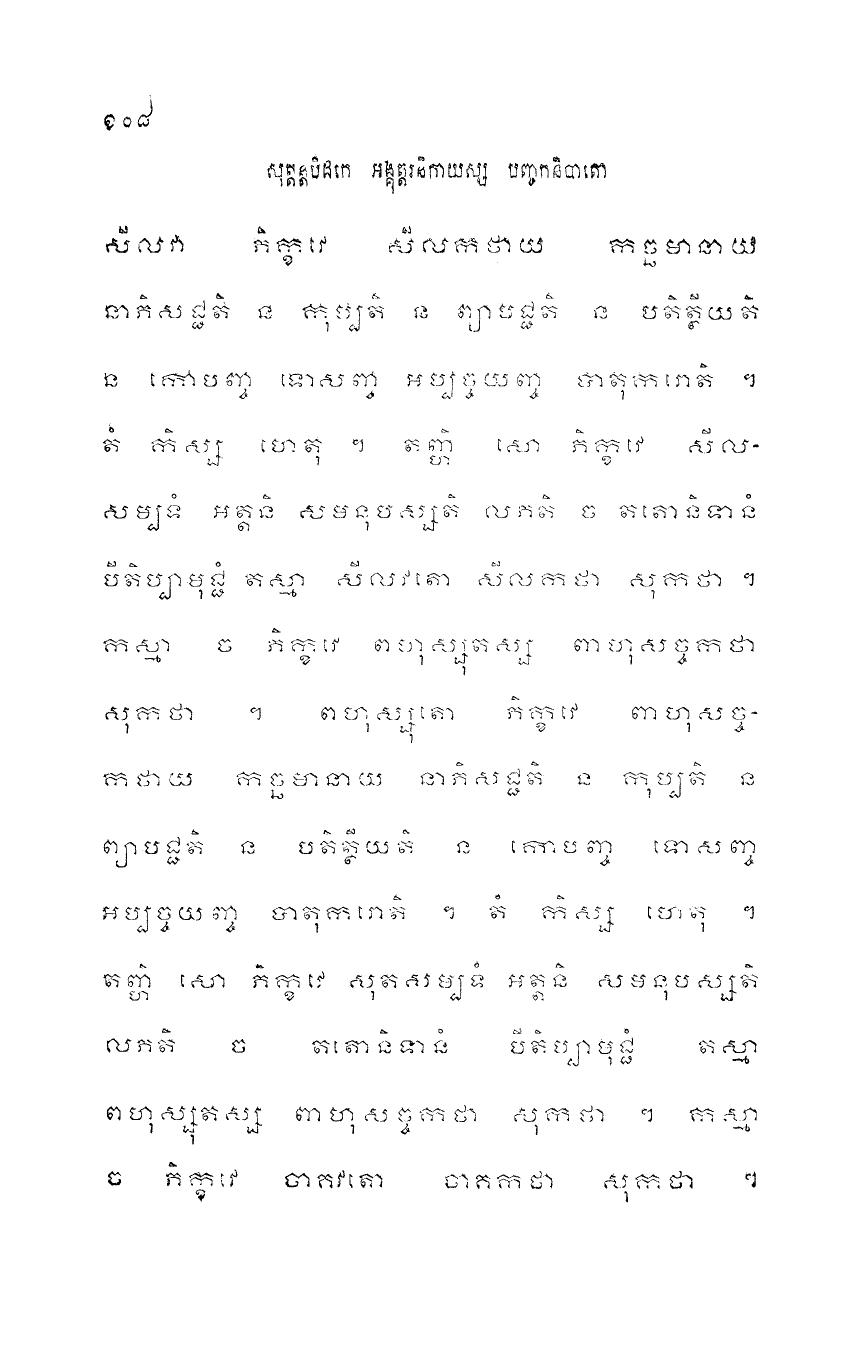 ១០៨
សុត្តន្តបិដកេ អង្គុត្តរនិកាយស្ស បញ្ចកនិបាតោ
សីលវា ភិក្ខវេ សីលកថាយ កច្ឆមានាយ
នាភិសជ្ជតិ ន កុប្បតិ ន ព្យាបជ្ជតិ ន បតិត្ថីយតិ
ន កោបញ្ច ទោសញ្ច អប្បច្ចយញ្ច បាតុករោតិ ។
តំ កិស្ស ហេតុ ។ តញ្ហិ សោ ភិក្ខវេ សីល-
សម្បទំ អត្តនិ សមនុបស្សតិ លភតិ ច តតោនិទានំ
បីតិប្បាមុជ្ជំ តស្មា សីលវតោ សីលកថា សុកថា ។
កស្មា ច ភិក្ខវេ ពហុស្សុតស្ស ពាហុសច្ចកថា
សុកថា ។ ពហុស្សុតោ ភិក្ខវេ ពាហុសច្ច-
កថាយ កច្ឆមានាយ នាភិសជ្ជតិ ន កុប្បតិ ន
ព្យាបជ្ជតិ ន បតិត្ថីយតិ ន កោបញ្ច ទោសញ្ច
អប្បច្ចយញ្ច បាតុករោតិ ។ តំ កិស្ស ហេតុ ។
តញ្ហិ សោ ភិក្ខវេ សុតសម្បទំ អត្តនិ សមនុបស្សតិ
លភតិ ច តតោនិទានំ បីតិប្បាមុជ្ជំ តស្មា
ពហុស្សុតស្ស ពាហុសច្ចកថា សុកថា ។ កស្មា
ច ភិក្ខវេ ចាគវតោ ចាគកថា សុកថា ។